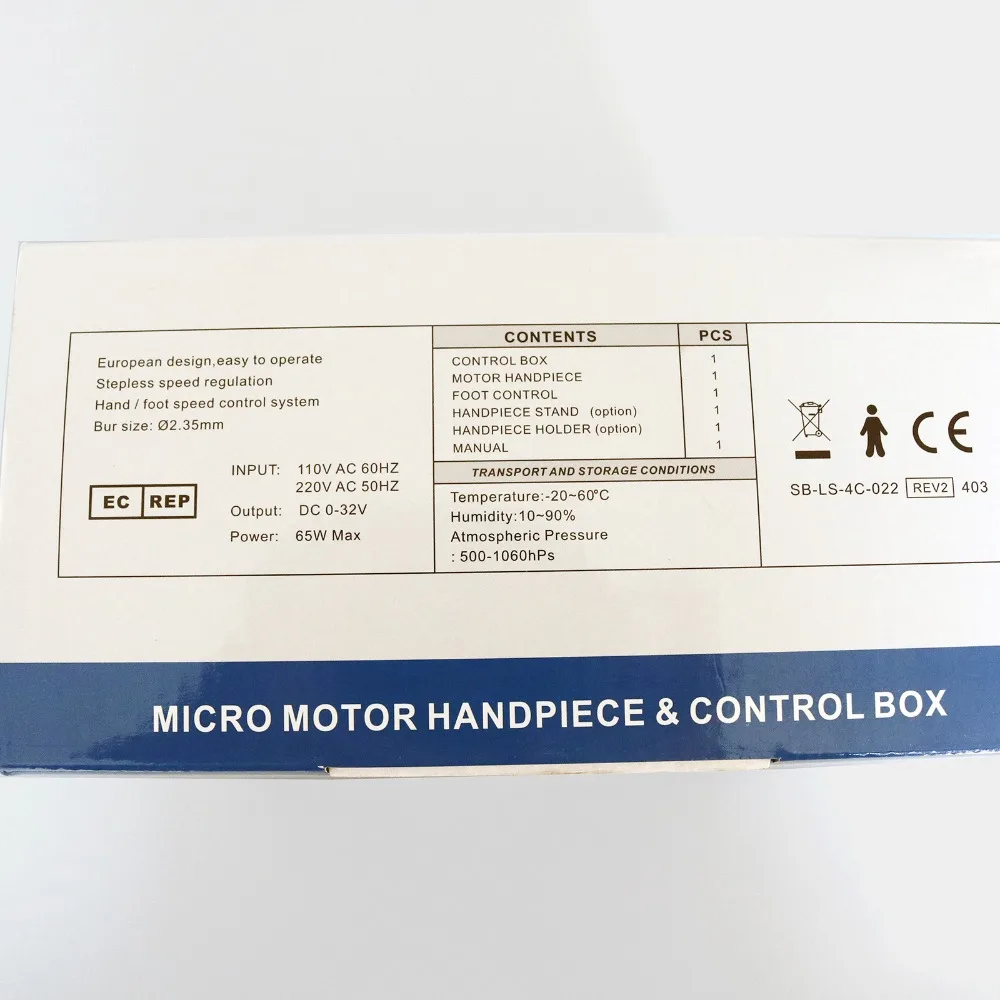 European design,easy to operate
Stepless speed regulation
Hand / foot speed control system
Bur size: Ø2.35mm
EC REP
INPUT: 110V AC 60HZ
220V AC 50HZ
Output: DC 0-32V
Power: 65W Max
CONTENTS PCS
CONTROL BOX 1
MOTOR HANDPIECE 1
FOOT CONTROL 1
HANDPIECE STAND (option) 1
HANDPIECE HOLDER (option) 1
MANUAL 1
TRANSPORT AND STORAGE CONDITIONS
Temperature:-20~60°C
Humidity:10~90%
Atmospheric Pressure
: 500-1060hPs
CE
SB-LS-4C-022 REV2 403
MICRO MOTOR HANDPIECE & CONTROL BOX